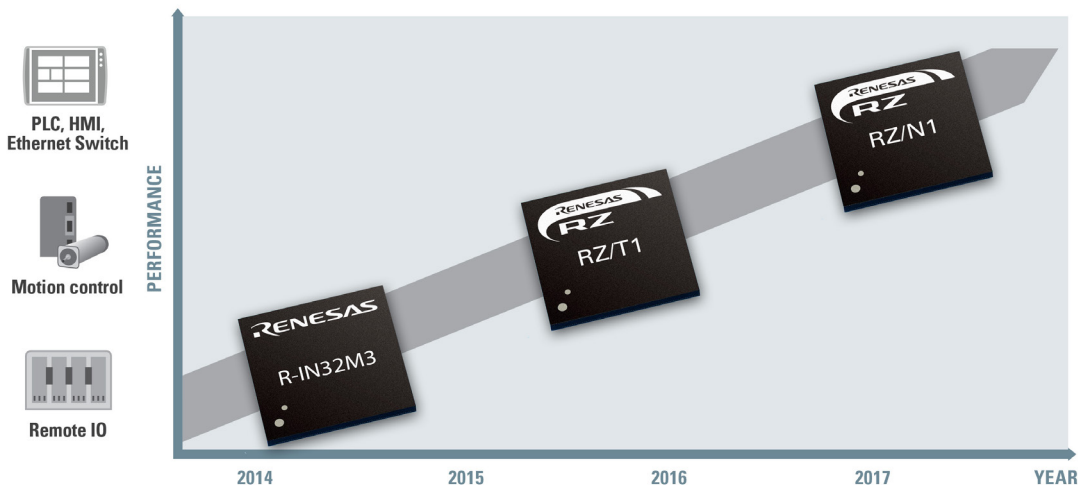 PLC, HMI,
Ethernet Switch
Motion control
Remote IO
PERFORMANCE
RENESAS
R-IN32M3
RENESAS
RZ
RZ/T1
RENESAS
RZ
RZ/N1
2014
2015
2016
2017
YEAR